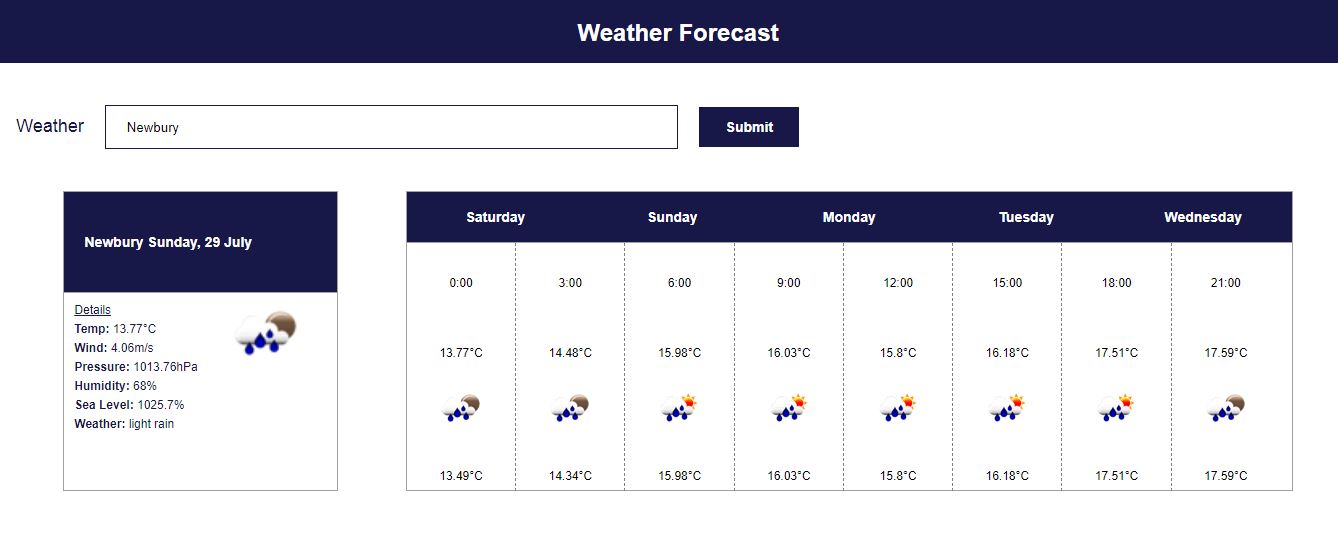 Weather Forecast
Weather Newbury Submit
Newbury Sunday, 29 July
Details
Temp: 13.77°C
Wind: 4.06m/s
Pressure: 1013.76hPa
Humidity: 68%
Sea Level: 1025.7%
Weather: light rain
Saturday Sunday Monday Tuesday Wednesday
0:00 3:00 6:00 9:00 12:00 15:00 18:00 21:00
13.77°C 14.48°C 15.98°C 16.03°C 15.8°C 16.18°C 17.51°C 17.59°C
13.49°C 14.34°C 15.98°C 16.03°C 15.8°C 16.18°C 17.51°C 17.59°C